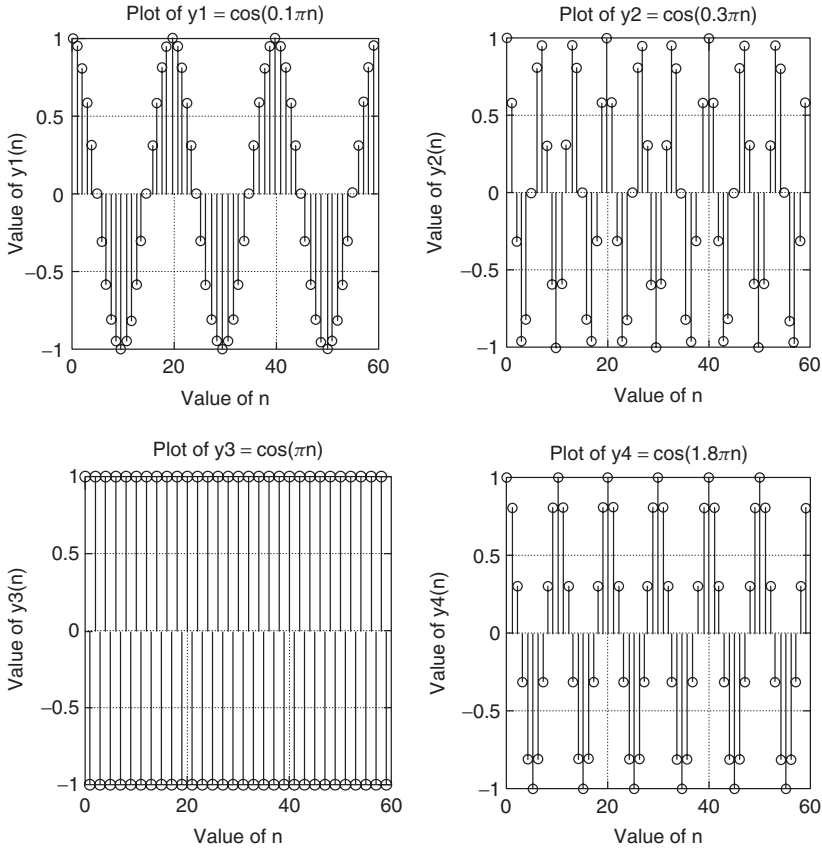 Plot of y1 = cos(0.1πn)
1
0.5
0
−0.5
−1
0 20 40 60
Value of y1(n)
Value of n
Plot of y2 = cos(0.3πn)
1
0.5
0
−0.5
−1
0 20 40 60
Value of y2(n)
Value of n
Plot of y3 = cos(πn)
1
0.5
0
−0.5
−1
0 20 40 60
Value of y3(n)
Value of n
Plot of y4 = cos(1.8πn)
1
0.5
0
−0.5
−1
0 20 40 60
Value of y4(n)
Value of n